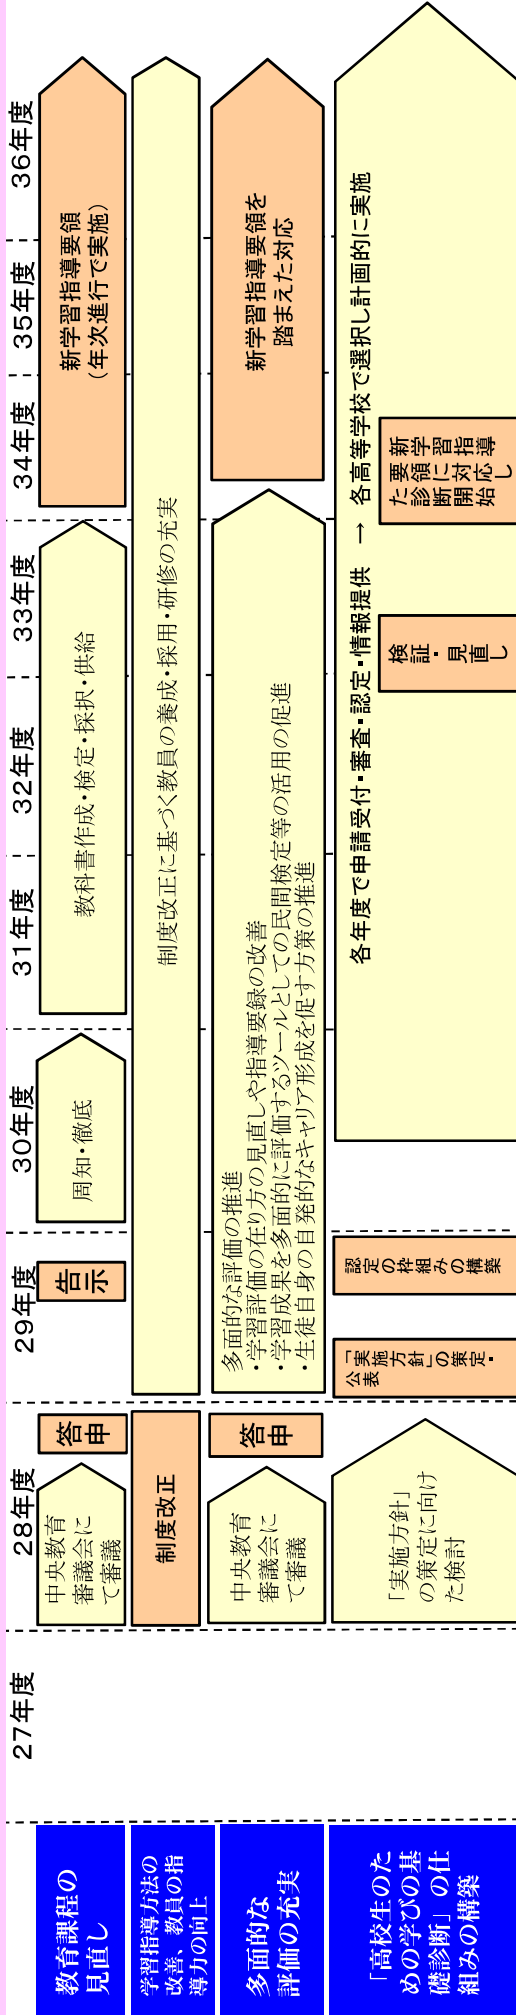 27年度
28年度
29年度
30年度
31年度
32年度
33年度
34年度
35年度
36年度
教育課程の
見直し
中央教育
審議会に
て審議
答申
告示
周知・徹底
教科書作成・検定・採択・供給
新学習指導要領
（年次進行で実施）
学習指導方法の
改善、教員の指
導力の向上
制度改正
制度改正に基づく教員の養成・採用・研修の充実
多面的な
評価の充実
中央教育
審議会に
て審議
答申
多面的な評価の推進
・学習評価の在り方の見直しや指導要録の改善
・学習成果を多面的に評価するツールとしての民間検定等の活用の促進
・生徒自身の自発的なキャリア形成を促す方策の推進
新学習指導要領を
踏まえた対応
「高校生のた
めの学びの基
礎診断」の仕
組みの構築
「実施方針」
の策定に向け
た検討
「実施方針」の策定・
公表
認定の枠組みの構築
各年度で申請受付・審査・認定・情報提供　→　各高等学校で選択し計画的に実施
検証・見直し
新学習指導
要領に対応し
た診断開始